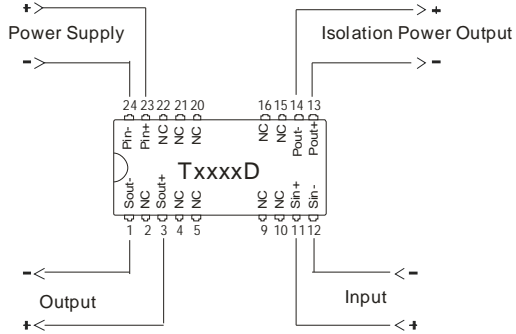 + +
Power Supply Isolation Power Output
- -
24 23 22 21 20 16 15 14 13
Pin- Pin+ NC NC NC NC NC Pout- Pout+
TxxxxD
Sout- NC Sout+ NC NC NC NC Sin+ Sin-
1 2 3 4 5 9 10 11 12
- -
Output Input
+ +